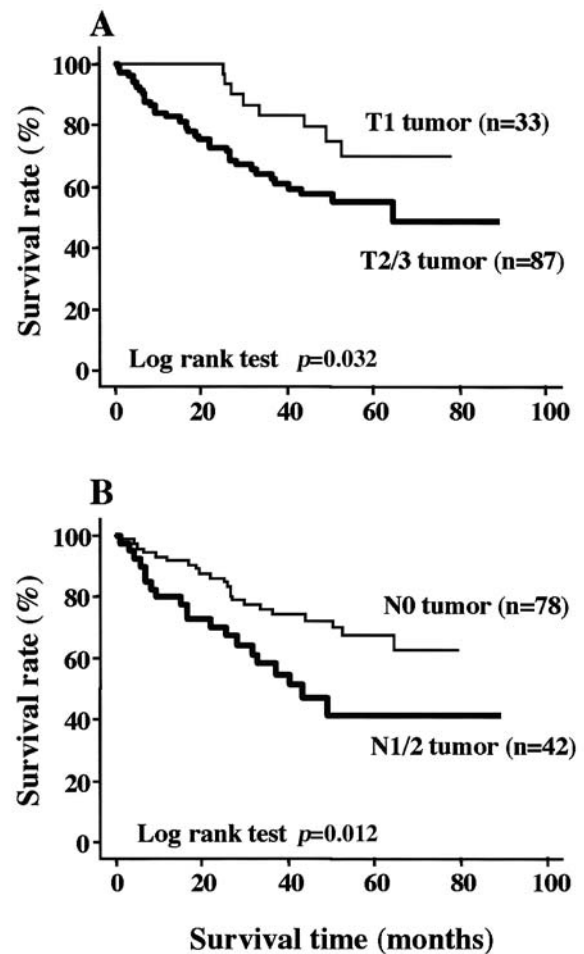 A
Survival rate (%)
100
80
60
40
20
0
T1 tumor (n=33)
T2/3 tumor (n=87)
Log rank test p=0.032
0 20 40 60 80 100
B
Survival rate (%)
100
80
60
40
20
0
N0 tumor (n=78)
N1/2 tumor (n=42)
Log rank test p=0.012
0 20 40 60 80 100
Survival time (months)